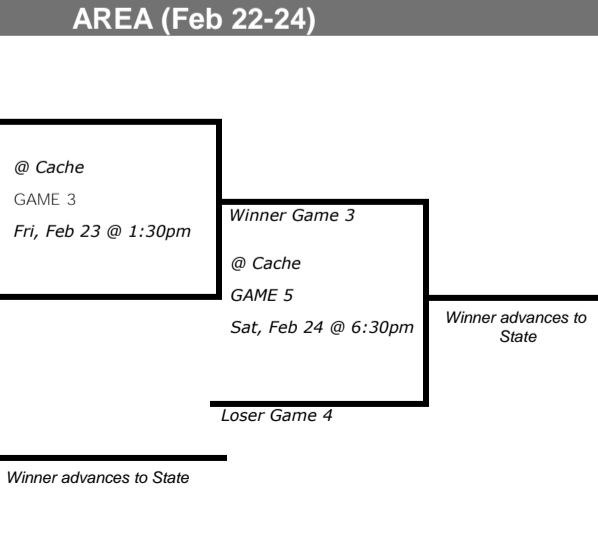 AREA (Feb 22-24)
@ Cache
GAME 3
Fri, Feb 23 @ 1:30pm
Winner Game 3
@ Cache
GAME 5
Sat, Feb 24 @ 6:30pm
Winner advances to
State
Loser Game 4
Winner advances to State